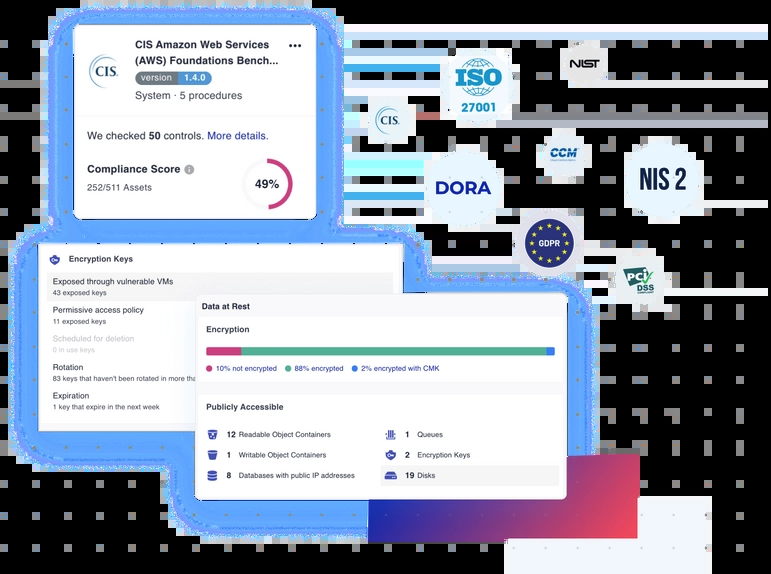 CIS Amazon Web Services
(AWS) Foundations Bench...
CIS.
version 1.4.0
System · 5 procedures
We checked 50 controls. More details.
Compliance Score
252/511 Assets
49%
NIST
ISO
27001
CIS.
CCM
DORA
NIS 2
GDPR
PCI
DSS
Encryption Keys
Exposed through vulnerable VMs
43 exposed keys
Permissive access policy
11 exposed keys
Scheduled for deletion
0 in use keys
Rotation
83 keys that haven't been rotated in more tha
Expiration
1 key that expire in the next week
Data at Rest
Encryption
10% not encrypted
88% encrypted
2% encrypted with CMK
Publicly Accessible
12 Readable Object Containers
1 Queues
1 Writable Object Containers
2 Encryption Keys
8 Databases with public IP addresses
19 Disks